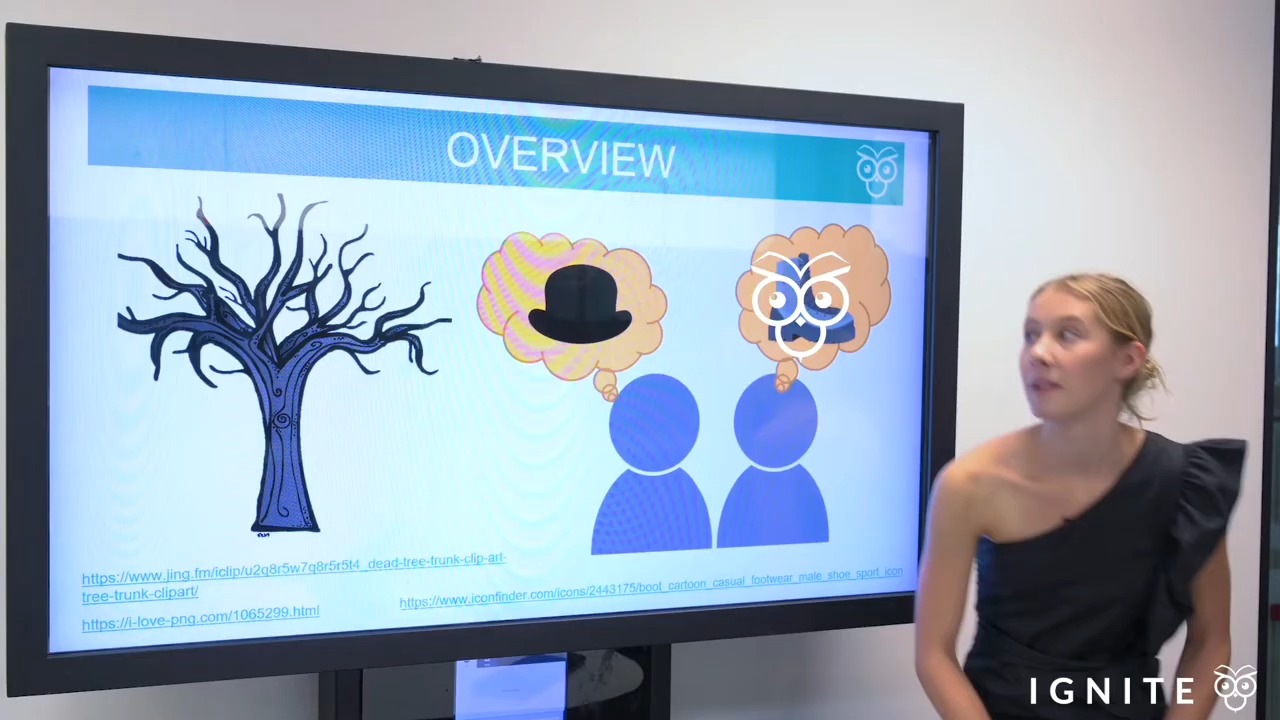 OVERVIEW
https://www.jing.fm/iclip/u2q8r5w7q8r5r5t4_dead-tree-trunk-clip-art-
tree-trunk-clipart/
https://www.iconfinder.com/icons/2443175/boot_cartoon_casual_footwear_male_shoe_sport_icon
https://i-love-png.com/1065299.html
IGNITE